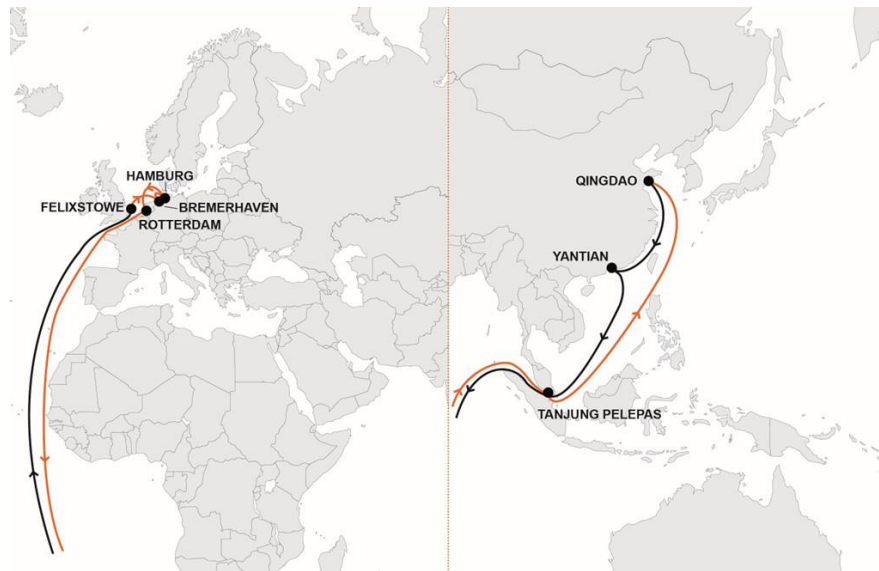 HAMBURG
FELIXSTOWE
BREMERHAVEN
ROTTERDAM
QINGDAO
YANTIAN
TANJUNG PELEPAS